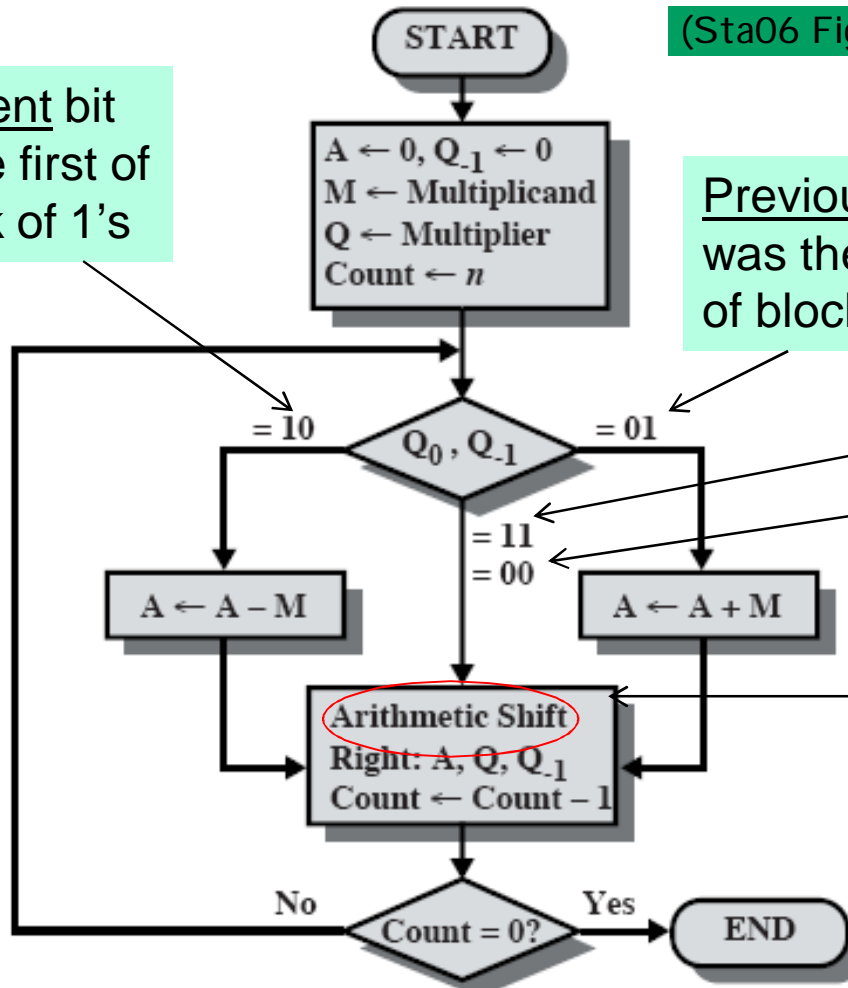 START
(Sta06 Fig
ent bit
e first of
k of 1's
A ← 0, Q₋₁ ← 0
M ← Multiplicand
Q ← Multiplier
Count ← n
Previou
was the
of bloc
= 10
Q₀ , Q₋₁
= 01
= 11
= 00
A ← A – M
A ← A + M
Arithmetic Shift
Right: A, Q, Q₋₁
Count ← Count – 1
No
Count = 0?
Yes
END